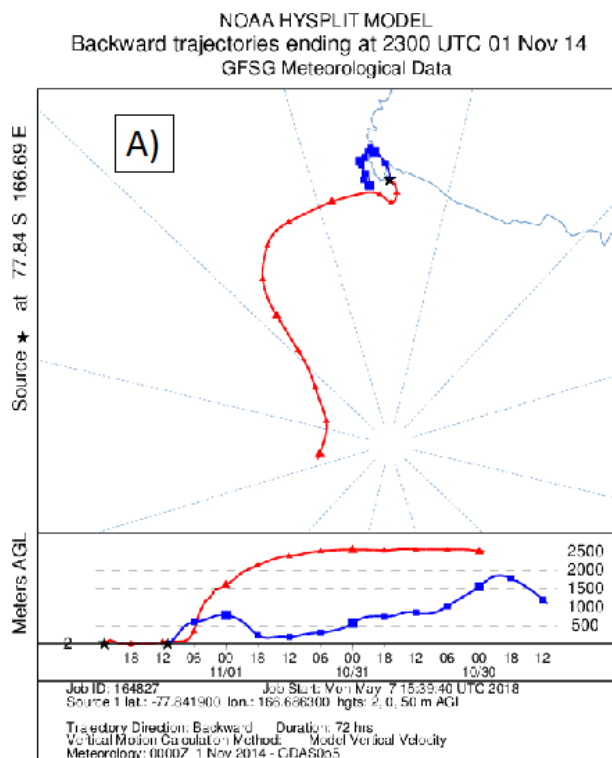 NOAA HYSPLIT MODEL
Backward trajectories ending at 2300 UTC 01 Nov 14
GFSG Meteorological Data
A)
Source ★ at 77.84 S 166.69 E
Meters AGL
2500
2000
1500
1000
500
2
18 12 06 00 18 12 06 00 18 12 06 00 18 12
11/01 10/31 10/30
Job ID: 164827 Job Start: Mon May 7 15:39:40 UTC 2018
Source 1 lat.: -77.841900 lon.: 166.686300 hgts: 2, 0, 50 m AGL
Trajectory Direction: Backward Duration: 72 hrs
Vertical Motion Calculation Method: Model Vertical Velocity
Meteorology: 0000Z 1 Nov 2014 - GDAS0p5